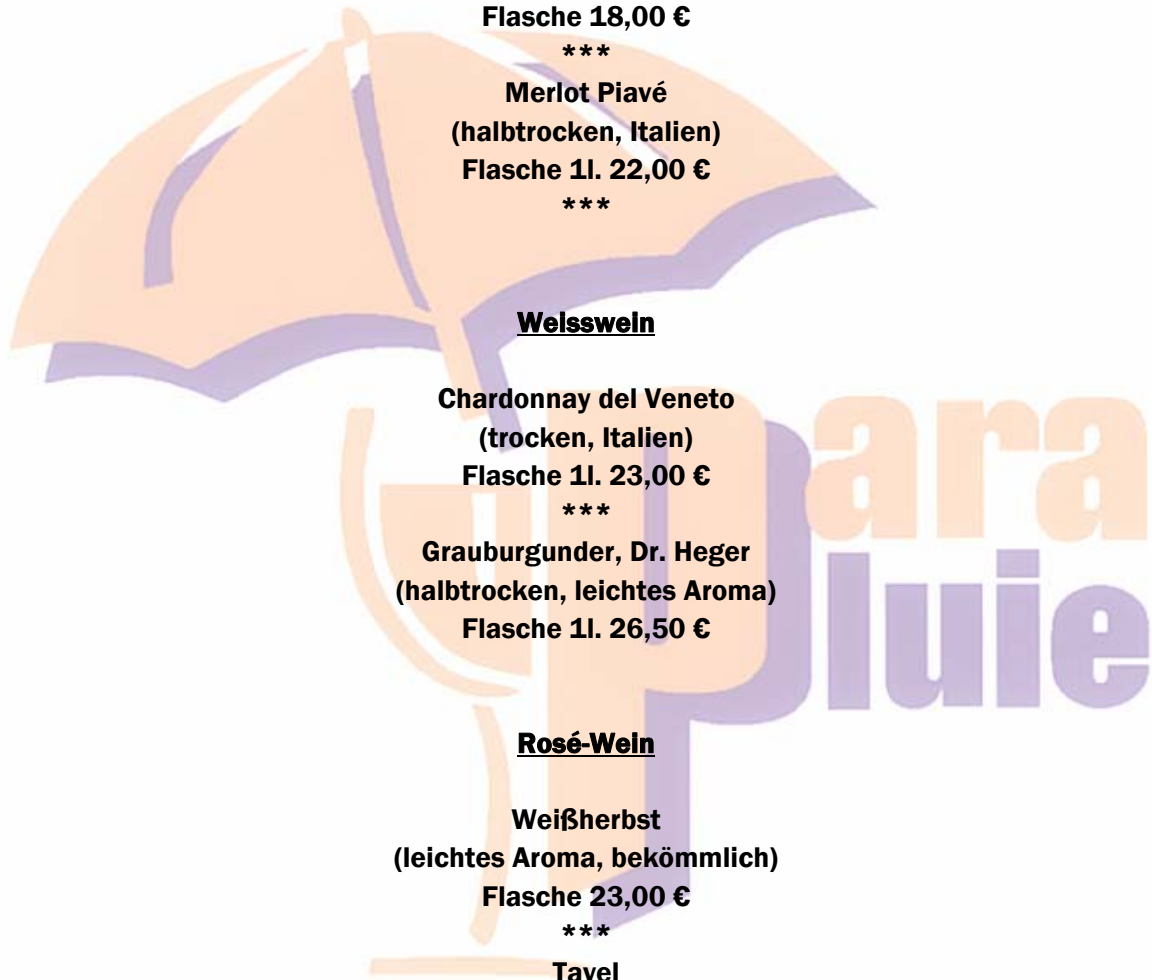 Flasche 18,00 €
***
Merlot Piavé
(halbtrocken, Italien)
Flasche 1l. 22,00 €
***
Weisswein
Chardonnay del Veneto
(trocken, Italien)
Flasche 1l. 23,00 €
***
Grauburgunder, Dr. Heger
(halbtrocken, leichtes Aroma)
Flasche 1l. 26,50 €
Rosé-Wein
Weißherbst
(leichtes Aroma, bekömmlich)
Flasche 23,00 €
***
Tavel
para
pluie